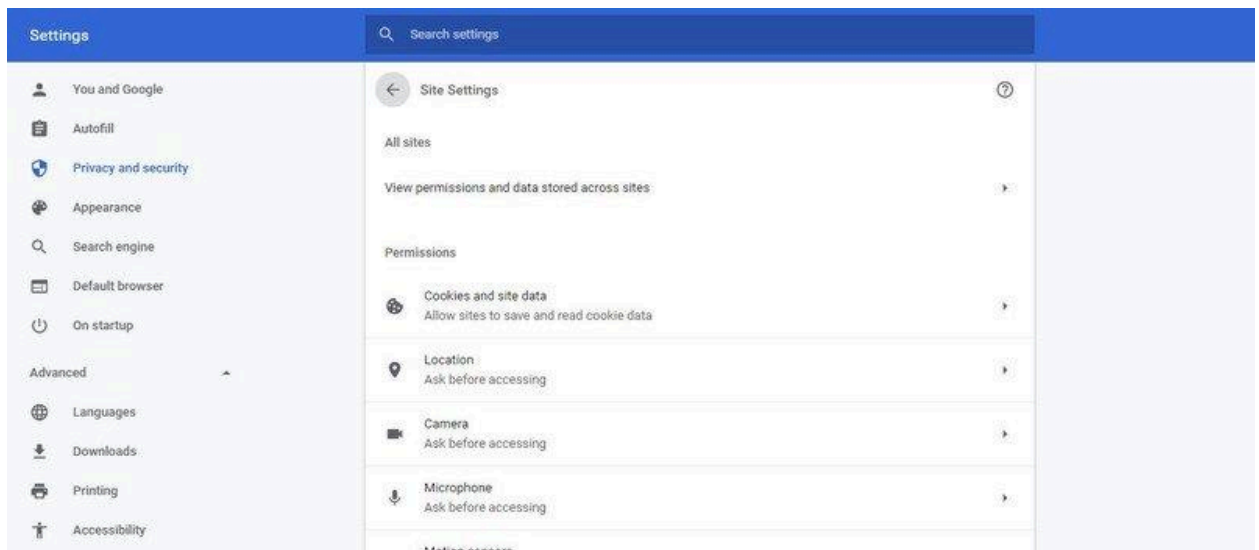 Settings
Search settings
You and Google
Autofill
Privacy and security
Appearance
Search engine
Default browser
On startup
Advanced
Languages
Downloads
Printing
Accessibility
Site Settings
All sites
View permissions and data stored across sites
Permissions
Cookies and site data
Allow sites to save and read cookie data
Location
Ask before accessing
Camera
Ask before accessing
Microphone
Ask before accessing
Motion sensors